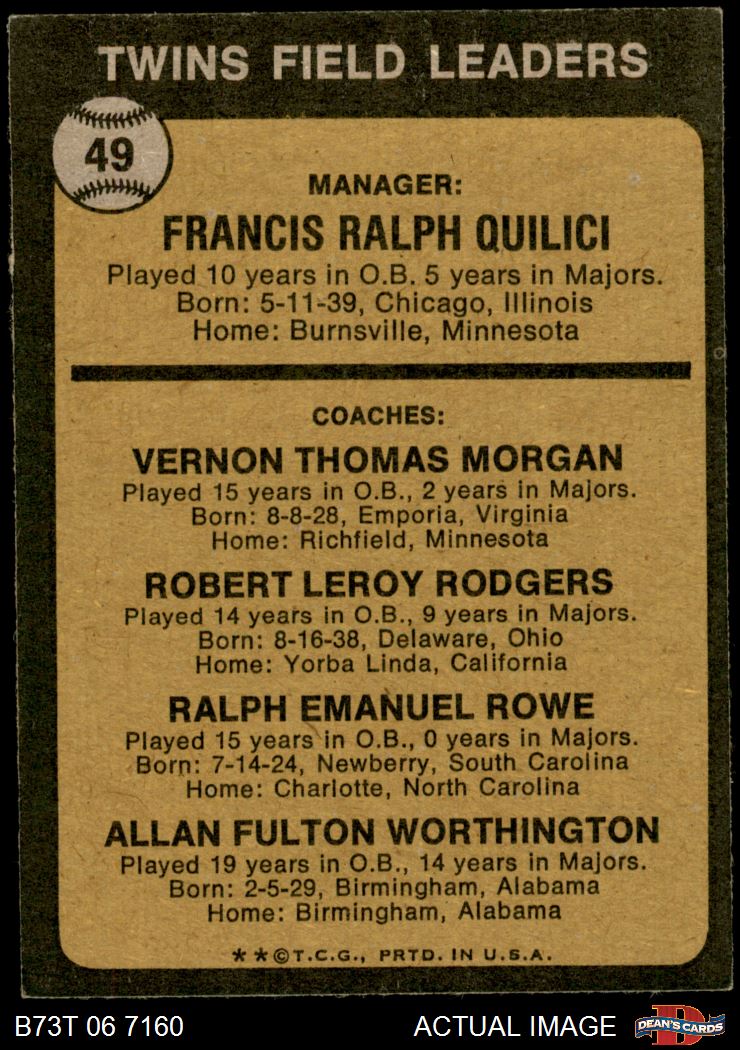 TWINS FIELD LEADERS
49
MANAGER:
FRANCIS RALPH QUILICI
Played 10 years in O.B. 5 years in Majors.
Born: 5-11-39, Chicago, Illinois
Home: Burnsville, Minnesota
COACHES:
VERNON THOMAS MORGAN
Played 15 years in O.B., 2 years in Majors.
Born: 8-8-28, Emporia, Virginia
Home: Richfield, Minnesota
ROBERT LEROY RODGERS
Played 14 years in O.B., 9 years in Majors.
Born: 8-16-38, Delaware, Ohio
Home: Yorba Linda, California
RALPH EMANUEL ROWE
Played 15 years in O.B., 0 years in Majors.
Born: 7-14-24, Newberry, South Carolina
Home: Charlotte, North Carolina
ALLAN FULTON WORTHINGTON
Played 19 years in O.B., 14 years in Majors.
Born: 2-5-29, Birmingham, Alabama
Home: Birmingham, Alabama
**©T.C.G., PRTD. IN U.S.A.
B73T 06 7160 ACTUAL IMAGE
D
DEAN'S CARDS